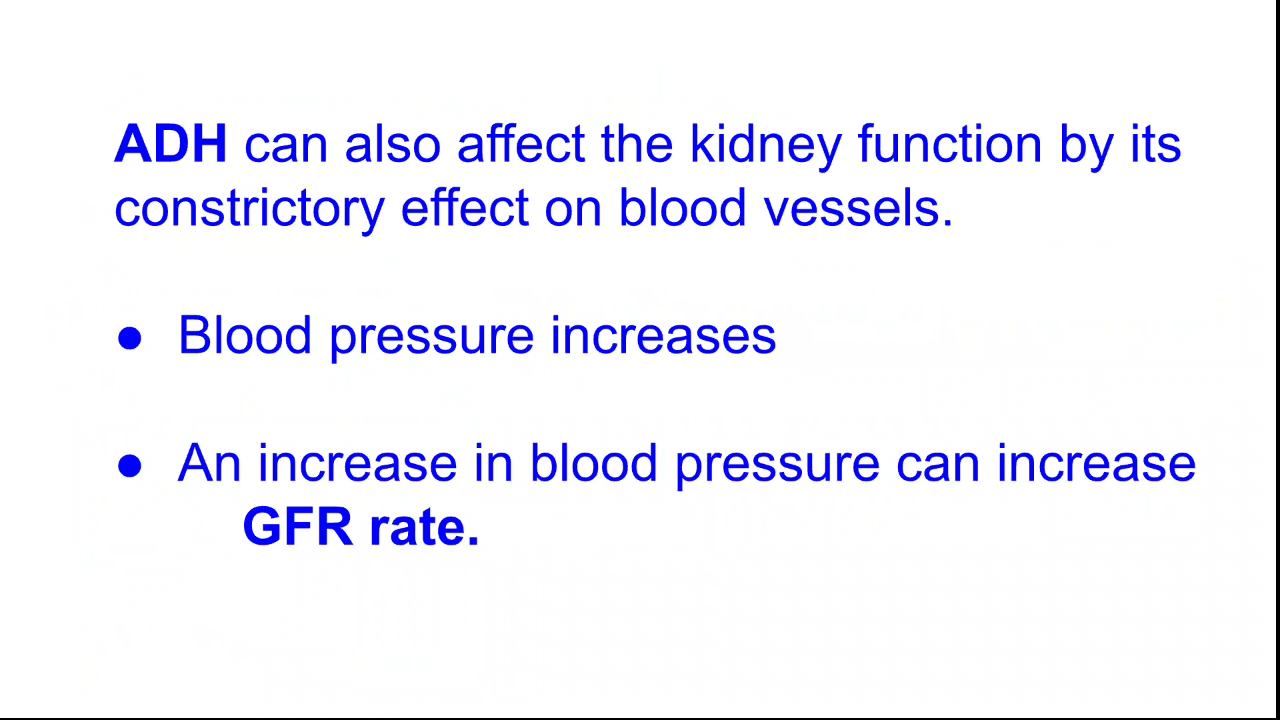 ADH can also affect the kidney function by its
constrictory effect on blood vessels.
● Blood pressure increases
● An increase in blood pressure can increase
GFR rate.